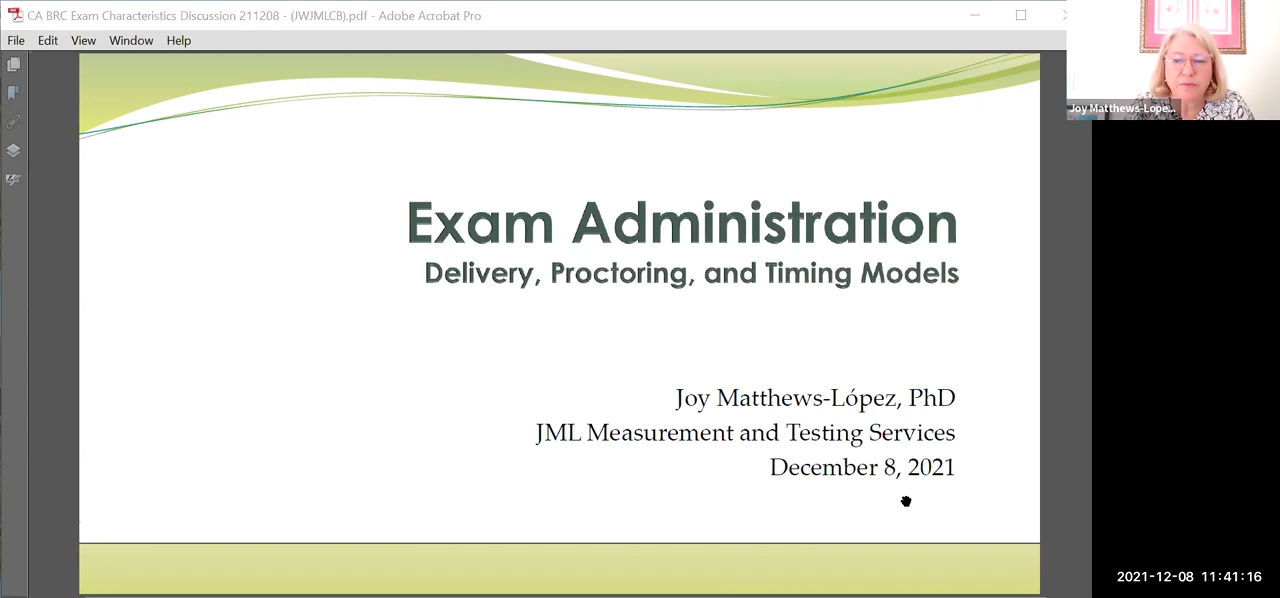 CA BRC Exam Characteristics Discussion 211208 - (JWJMLCB).pdf - Adobe Acrobat Pro
File Edit View Window Help
Joy Matthews-Lope...
Exam Administration
Delivery, Proctoring, and Timing Models
Joy Matthews-López, PhD
JML Measurement and Testing Services
December 8, 2021
2021-12-08 11:41:16